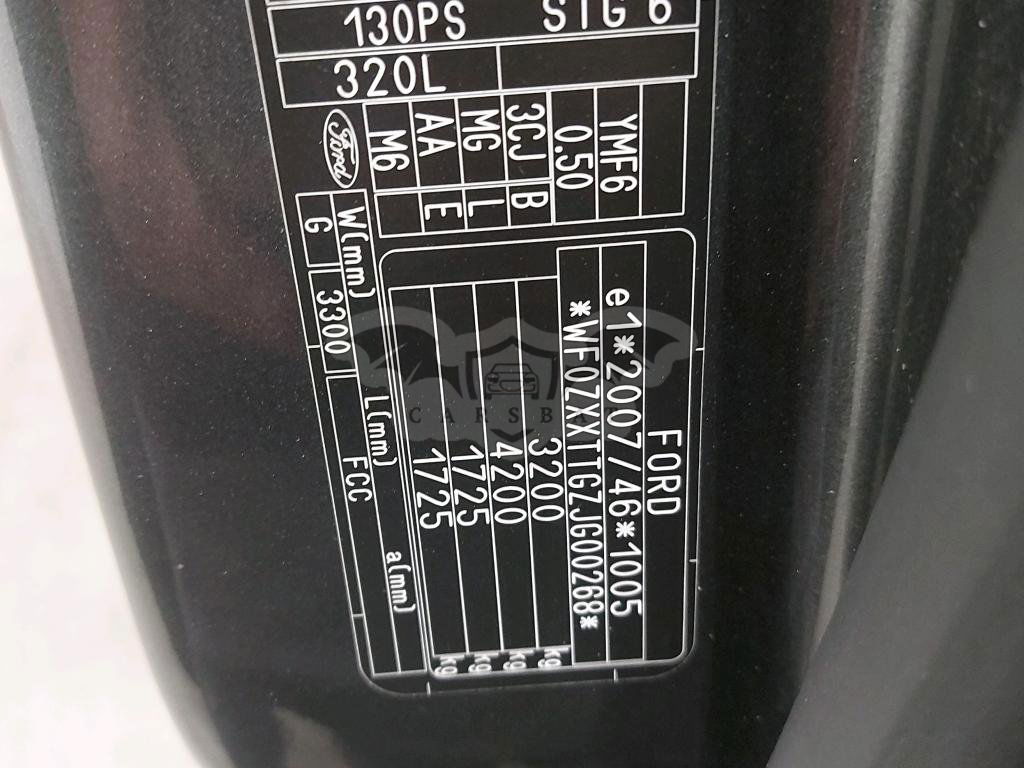 130PS STG 6
320L
YMF6
0.50
3CJ B
MG L
AA E
M6
Ford
FORD
e1*2007/46*1005
*WF0ZXXTTGZJG00268*
3200 kg
4200 kg
1725 kg
1725 kg
W(mm) L(mm) a(mm)
G 3300 FCC